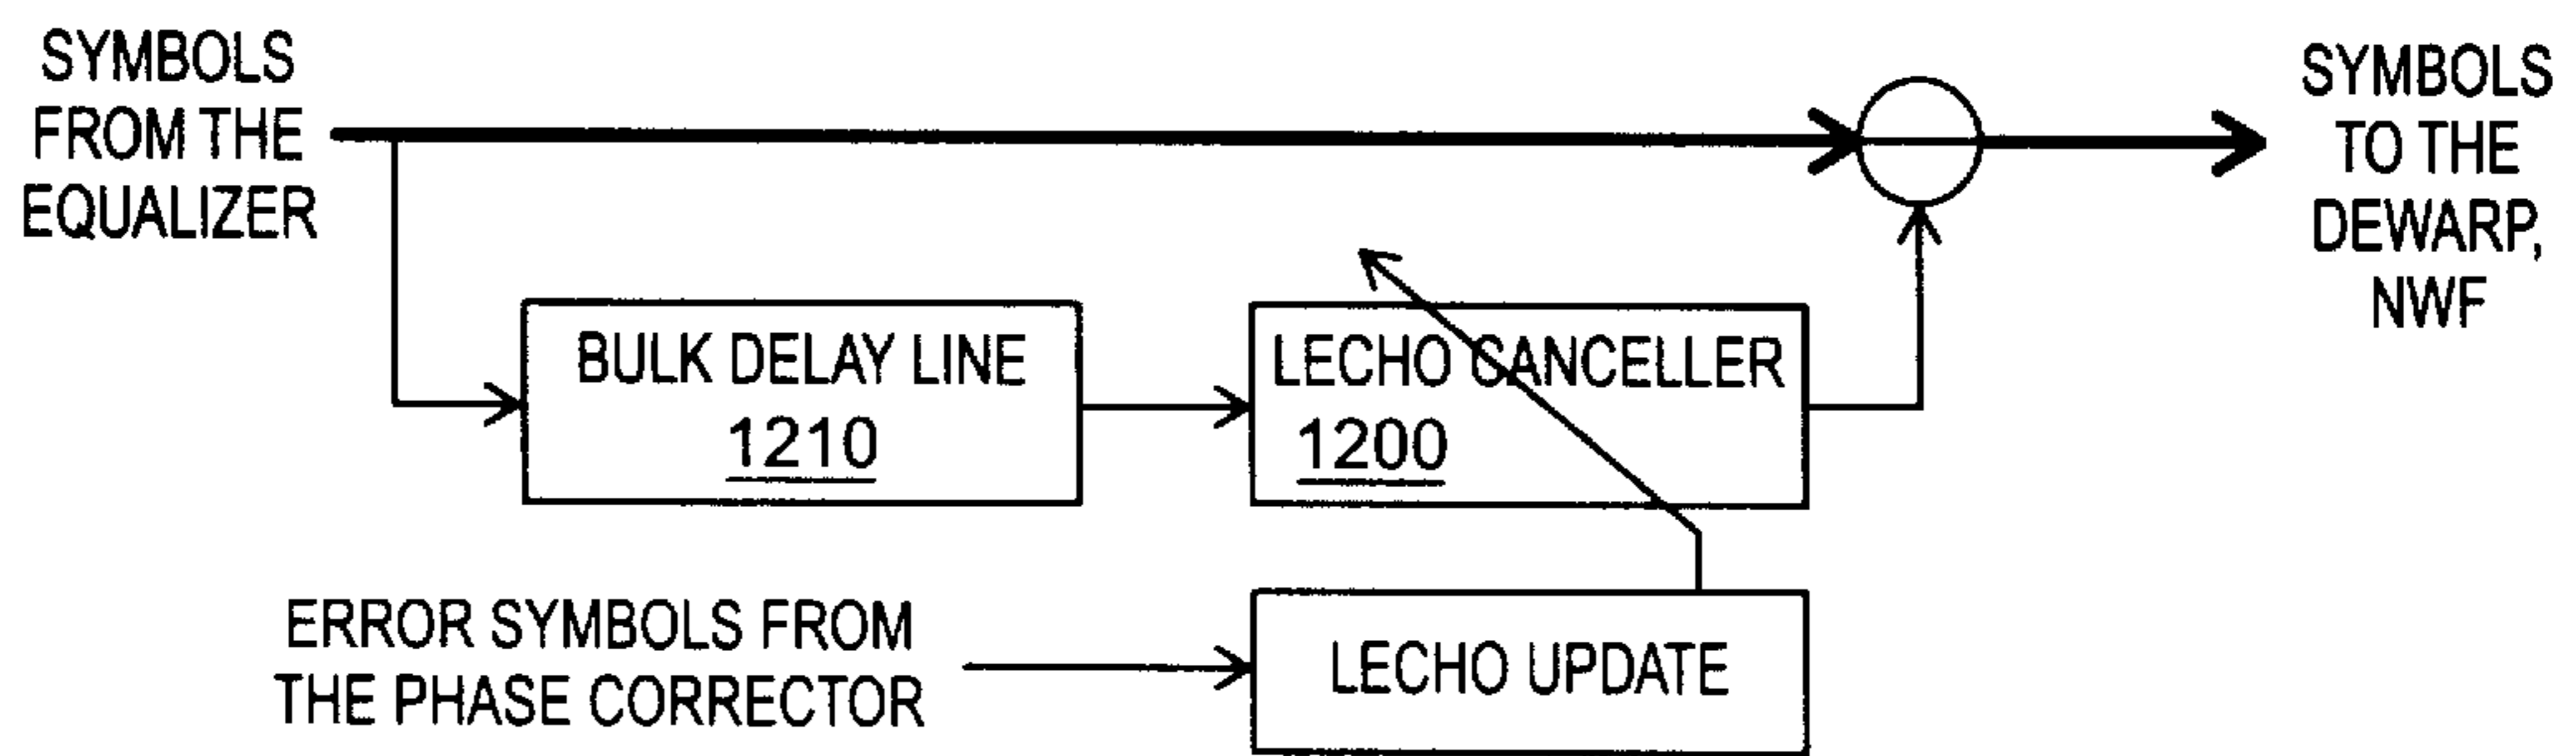 SYMBOLS
FROM THE
EQUALIZER
SYMBOLS
TO THE
DEWARP,
NWF
BULK DELAY LINE
1210
LECHO CANCELLER
1200
ERROR SYMBOLS FROM
THE PHASE CORRECTOR
LECHO UPDATE